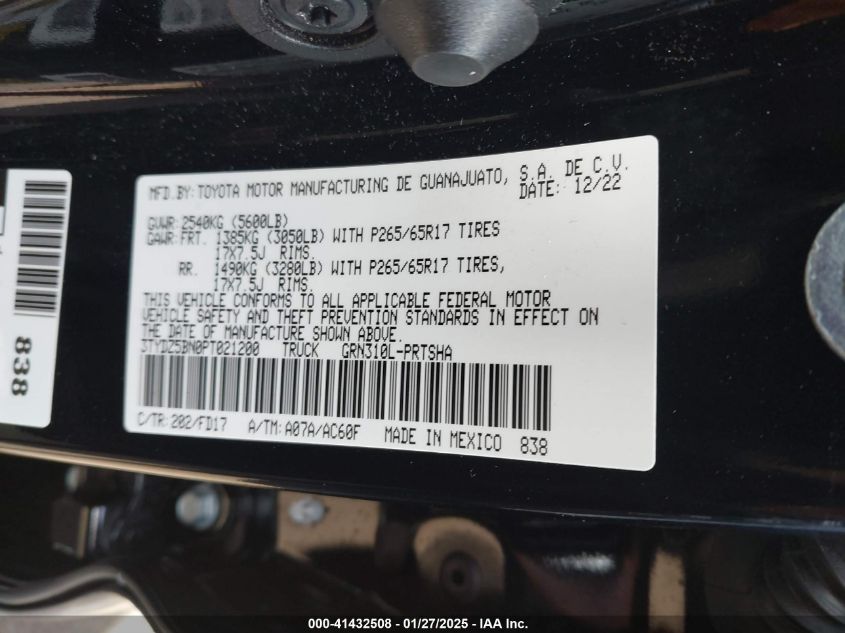 MFD.BY:TOYOTA MOTOR MANUFACTURING DE GUANAJUATO, S.A. DE C.V.
DATE: 12/22
GVWR:2540KG (5600LB)
GAWR:FRT. 1385KG (3050LB) WITH P265/65R17 TIRES
17X7.5J RIMS.
RR. 1490KG (3280LB) WITH P265/65R17 TIRES,
17X7.5J RIMS.
THIS VEHICLE CONFORMS TO ALL APPLICABLE FEDERAL MOTOR
VEHICLE SAFETY AND THEFT PREVENTION STANDARDS IN EFFECT ON
THE DATE OF MANUFACTURE SHOWN ABOVE.
3TYDZ5BN0PT021200 TRUCK GRN310L-PRTSHA
C/TR:202/FD17 A/TM:A07A/AC60F MADE IN MEXICO 838
838
000-41432508 - 01/27/2025 - IAA Inc.